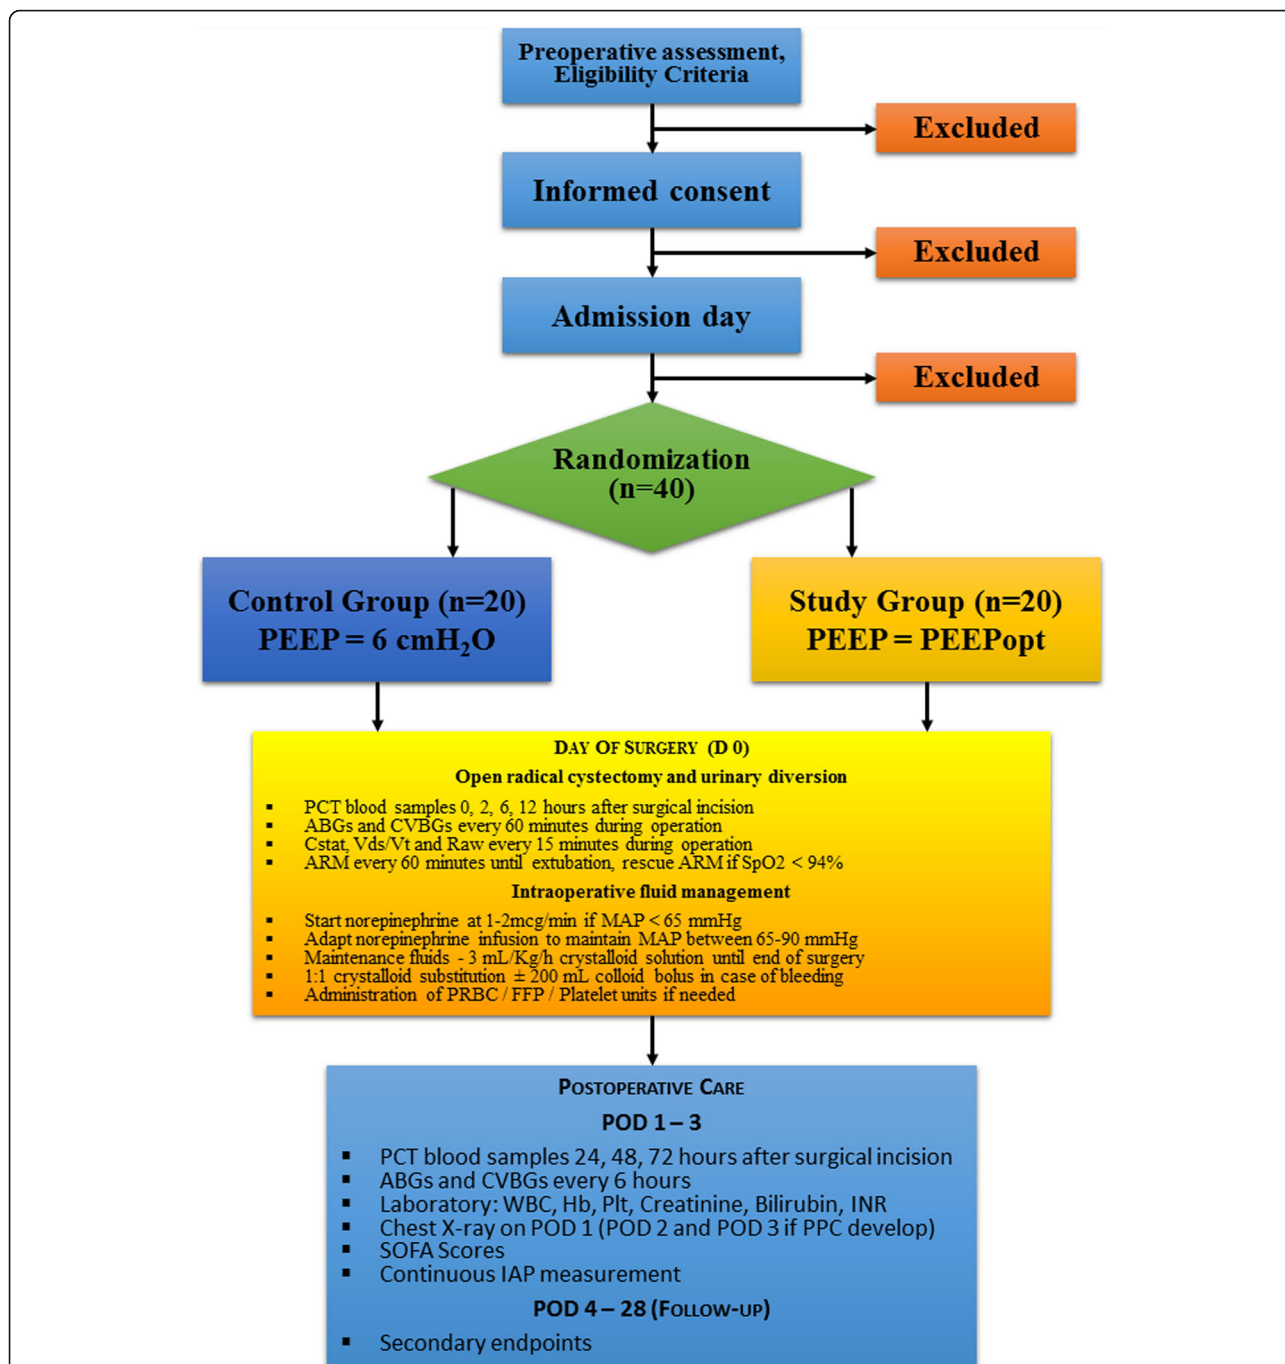 Preoperative assessment,
Eligibility Criteria
Excluded
Informed consent
Excluded
Admission day
Excluded
Randomization
(n=40)
Control Group (n=20)
PEEP = 6 cmH₂O
Study Group (n=20)
PEEP = PEEPopt
DAY OF SURGERY (D 0)
Open radical cystectomy and urinary diversion
▪ PCT blood samples 0, 2, 6, 12 hours after surgical incision
▪ ABGs and CVBGs every 60 minutes during operation
▪ Cstat, Vds/Vt and Raw every 15 minutes during operation
▪ ARM every 60 minutes until extubation, rescue ARM if SpO2 < 94%
Intraoperative fluid management
▪ Start norepinephrine at 1-2mcg/min if MAP < 65 mmHg
▪ Adapt norepinephrine infusion to maintain MAP between 65-90 mmHg
▪ Maintenance fluids - 3 mL/Kg/h crystalloid solution until end of surgery
▪ 1:1 crystalloid substitution ± 200 mL colloid bolus in case of bleeding
▪ Administration of PRBC / FFP / Platelet units if needed
POSTOPERATIVE CARE
POD 1 – 3
▪ PCT blood samples 24, 48, 72 hours after surgical incision
▪ ABGs and CVBGs every 6 hours
▪ Laboratory: WBC, Hb, Plt, Creatinine, Bilirubin, INR
▪ Chest X-ray on POD 1 (POD 2 and POD 3 if PPC develop)
▪ SOFA Scores
▪ Continuous IAP measurement
POD 4 – 28 (FOLLOW-UP)
▪ Secondary endpoints